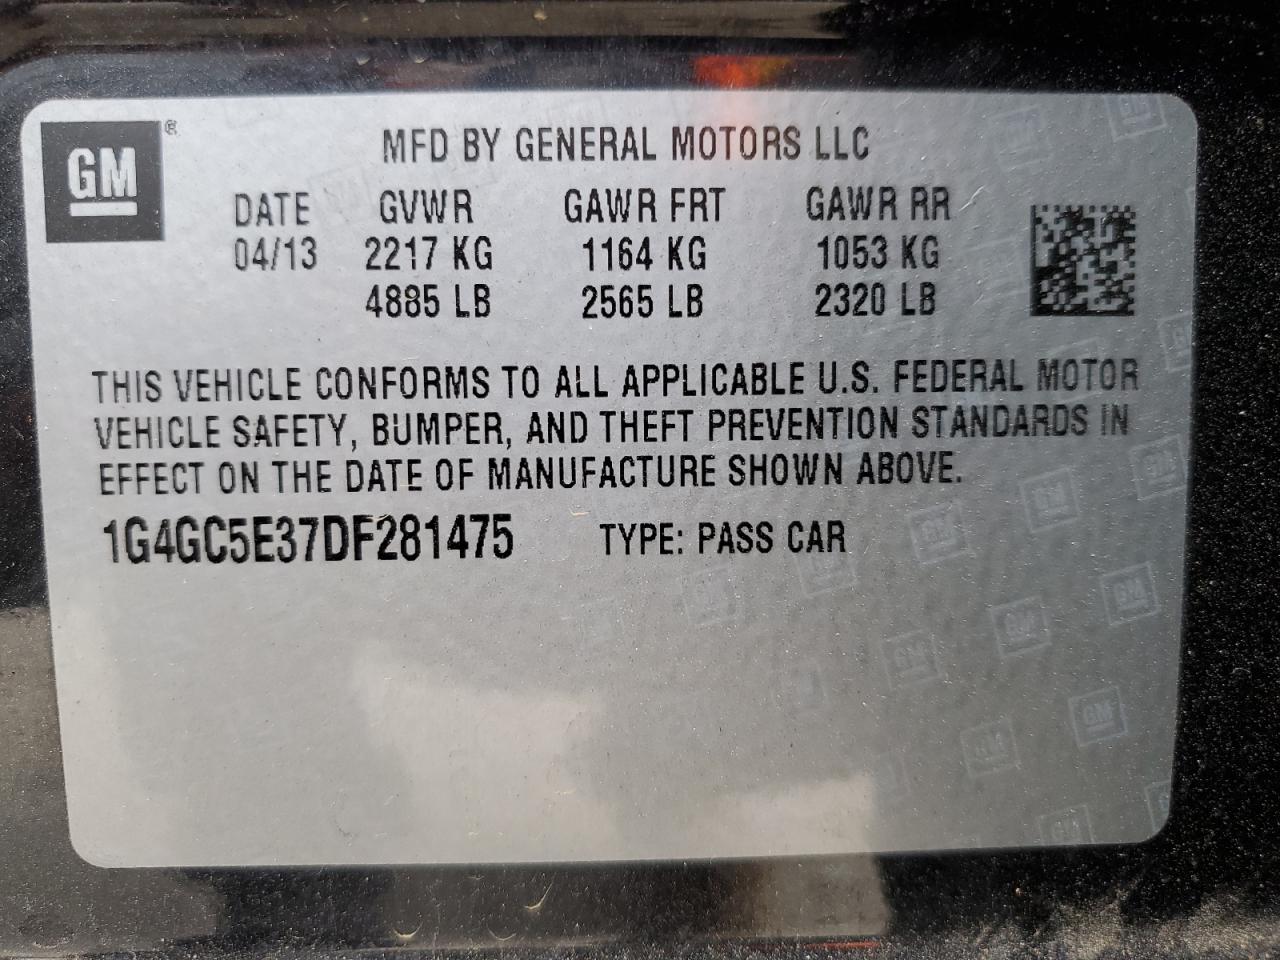 GM ®
MFD BY GENERAL MOTORS LLC
DATE GVWR GAWR FRT GAWR RR
04/13 2217 KG 1164 KG 1053 KG
4885 LB 2565 LB 2320 LB
THIS VEHICLE CONFORMS TO ALL APPLICABLE U.S. FEDERAL MOTOR
VEHICLE SAFETY, BUMPER, AND THEFT PREVENTION STANDARDS IN
EFFECT ON THE DATE OF MANUFACTURE SHOWN ABOVE.
1G4GC5E37DF281475 TYPE: PASS CAR